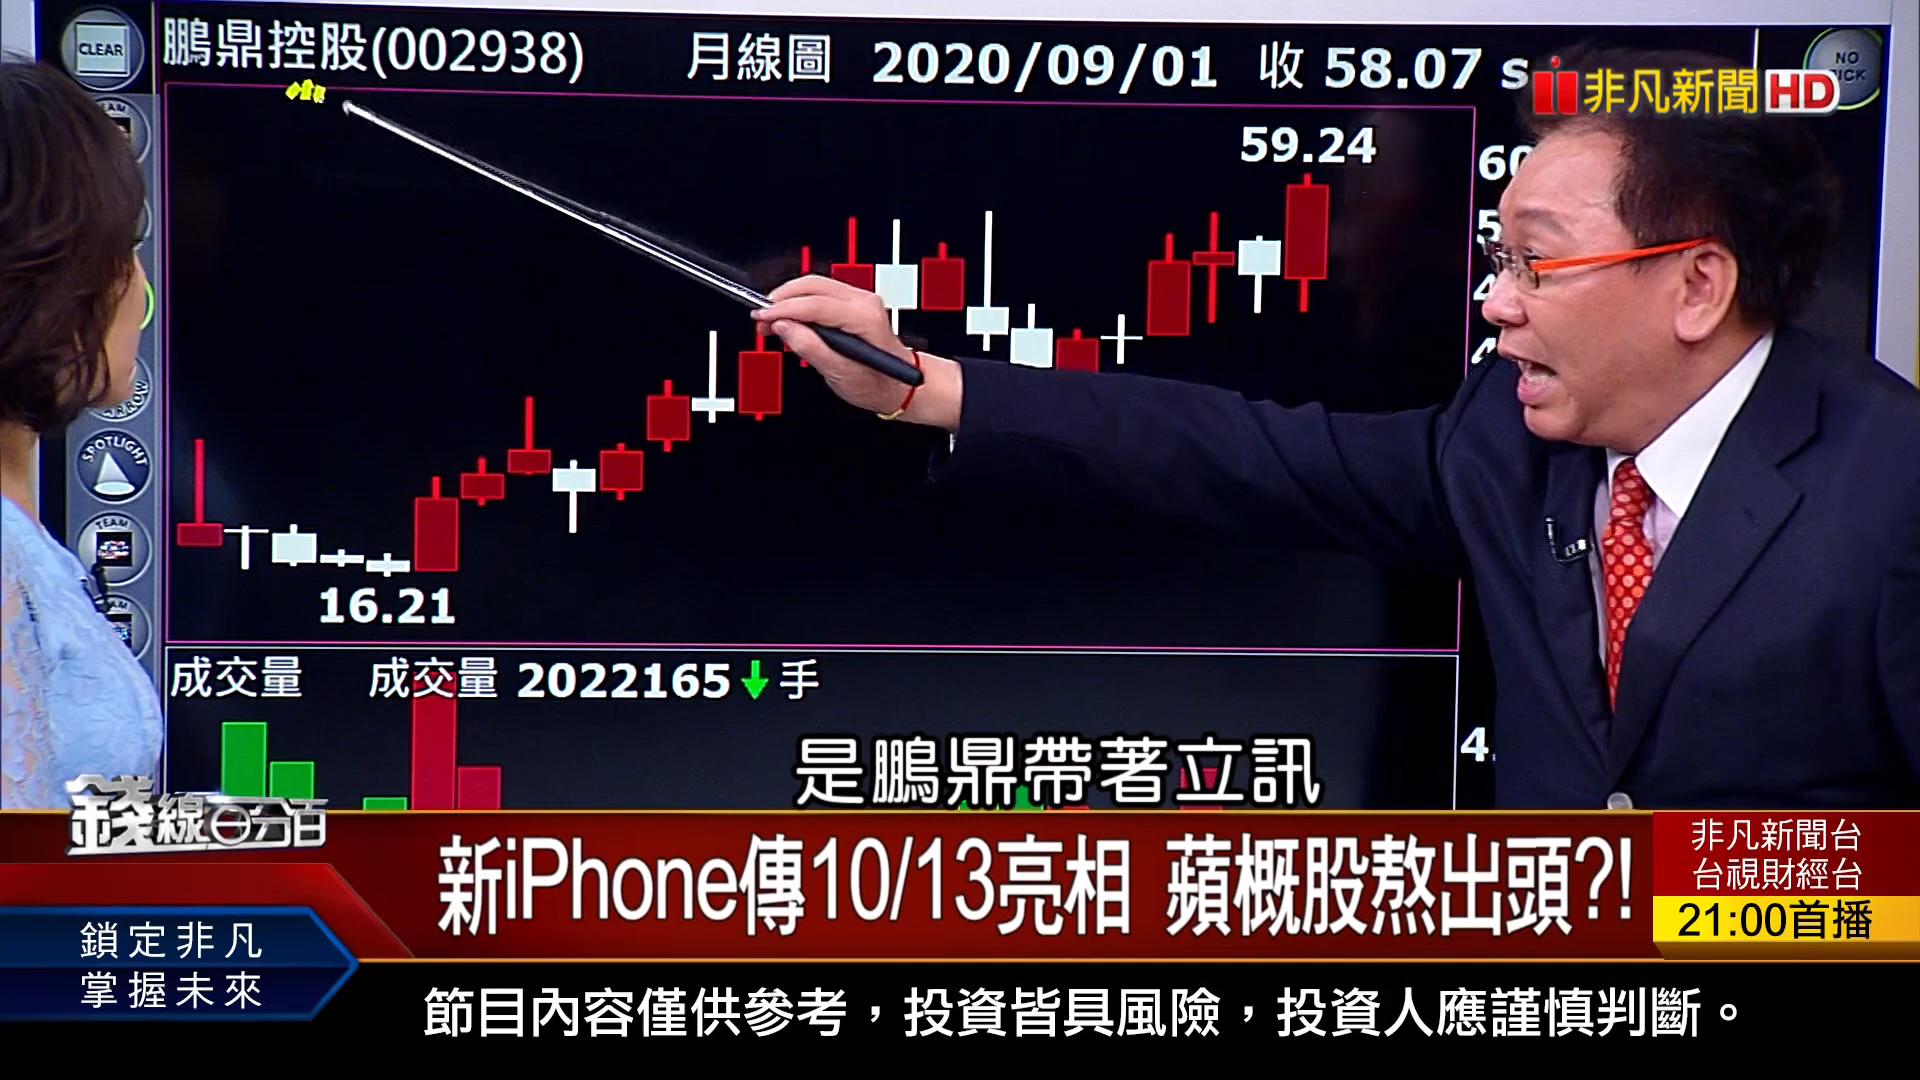 CLEAR
鵬鼎控股(002938)
月線圖
2020/09/01
收 58.07
NO
非凡新聞HD
59.24
16.21
SPOTLIGHT
TEAM
成交量
成交量 2022165↓手
是鵬鼎帶著立訊
錢線百分百
新iPhone傳10/13亮相 蘋概股熬出頭?!
非凡新聞台
台視財經台
21:00首播
鎖定非凡
掌握未來
節目內容僅供參考，投資皆具風險，投資人應謹慎判斷。